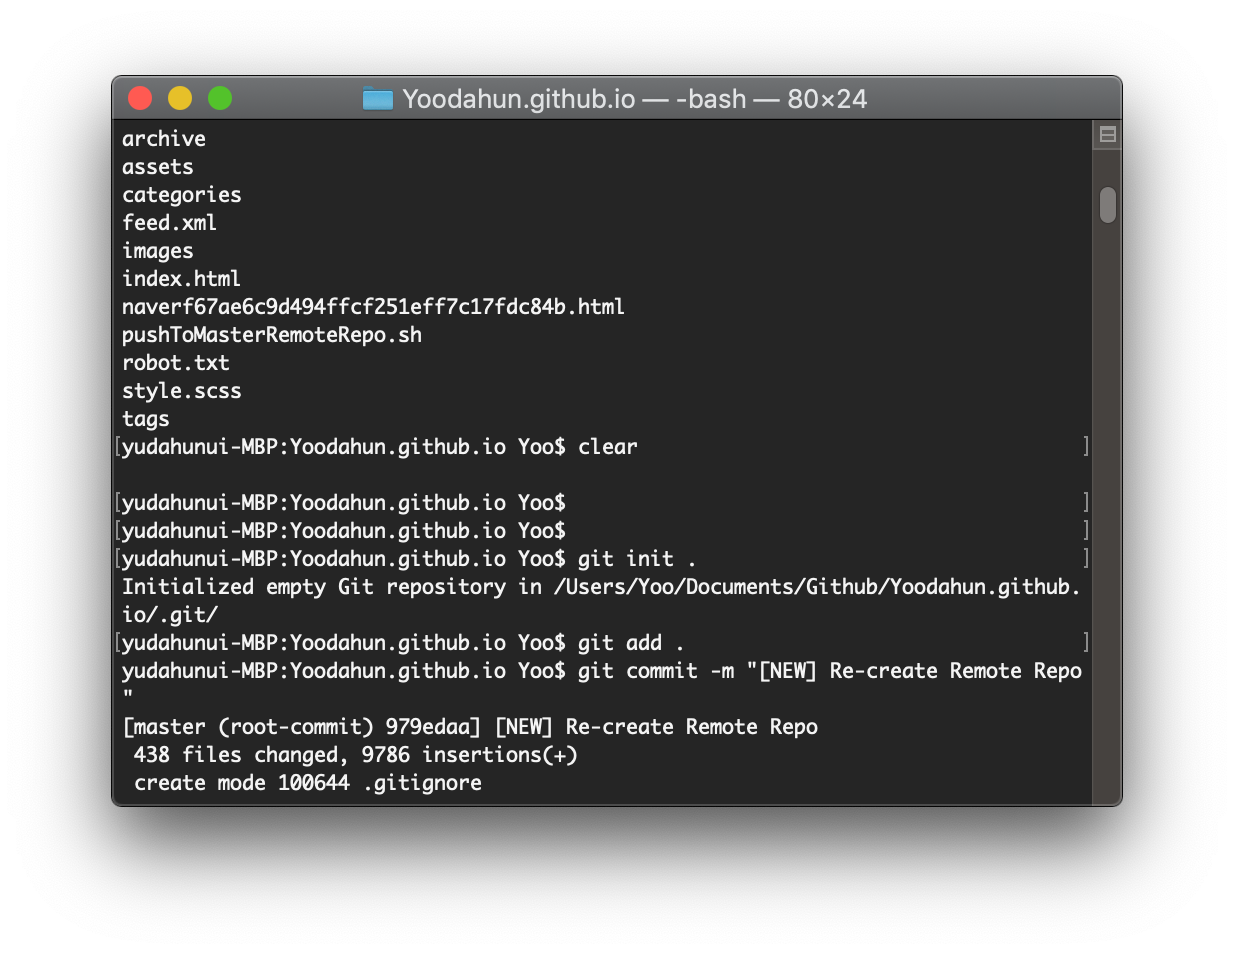 Yoodahun.github.io — -bash — 80×24
archive
assets
categories
feed.xml
images
index.html
naverf67ae6c9d494ffcf251eff7c17fdc84b.html
pushToMasterRemoteRepo.sh
robot.txt
style.scss
tags
[yudahunui-MBP:Yoodahun.github.io Yoo$ clear ]
[yudahunui-MBP:Yoodahun.github.io Yoo$ ]
[yudahunui-MBP:Yoodahun.github.io Yoo$ ]
[yudahunui-MBP:Yoodahun.github.io Yoo$ git init . ]
Initialized empty Git repository in /Users/Yoo/Documents/Github/Yoodahun.github.
io/.git/
[yudahunui-MBP:Yoodahun.github.io Yoo$ git add . ]
yudahunui-MBP:Yoodahun.github.io Yoo$ git commit -m "[NEW] Re-create Remote Repo
"
[master (root-commit) 979edaa] [NEW] Re-create Remote Repo
 438 files changed, 9786 insertions(+)
 create mode 100644 .gitignore